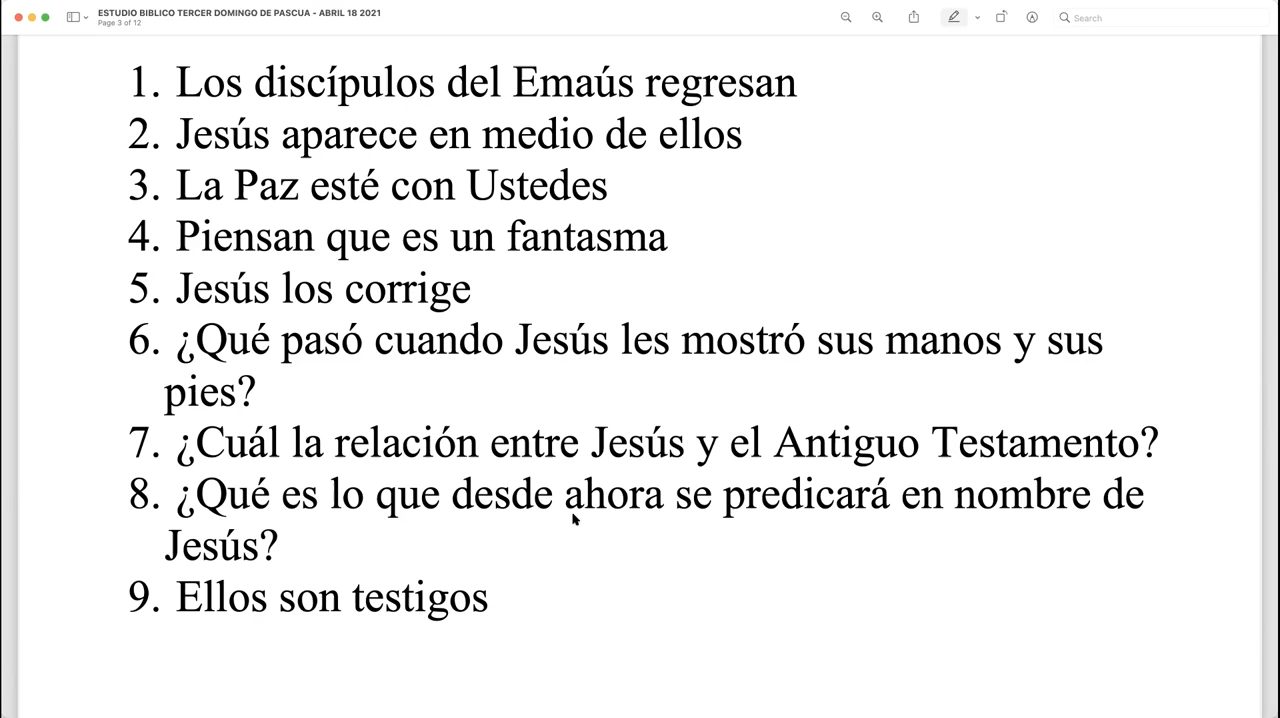 ESTUDIO BIBLICO TERCER DOMINGO DE PASCUA - ABRIL 18 2021
Page 3 of 12
Search
1. Los discípulos del Emaús regresan
2. Jesús aparece en medio de ellos
3. La Paz esté con Ustedes
4. Piensan que es un fantasma
5. Jesús los corrige
6. ¿Qué pasó cuando Jesús les mostró sus manos y sus
pies?
7. ¿Cuál la relación entre Jesús y el Antiguo Testamento?
8. ¿Qué es lo que desde ahora se predicará en nombre de
Jesús?
9. Ellos son testigos